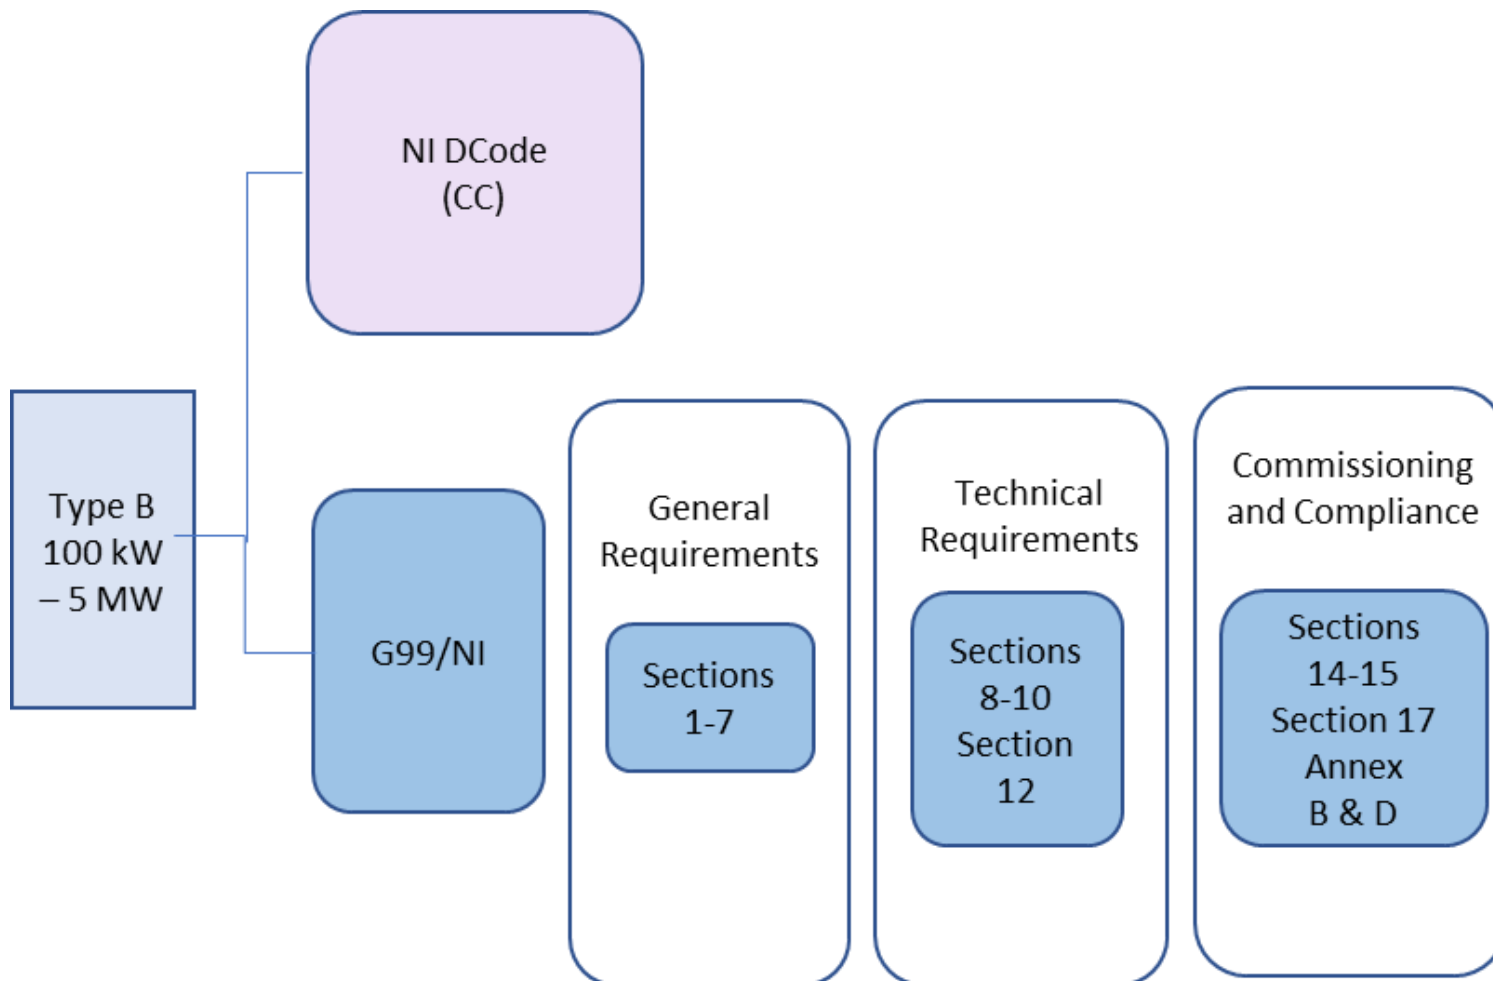 NI DCode
(CC)
Type B
100 kW
– 5 MW
G99/NI
General
Requirements
Sections
1-7
Technical
Requirements
Sections
8-10
Section
12
Commissioning
and Compliance
Sections
14-15
Section 17
Annex
B & D